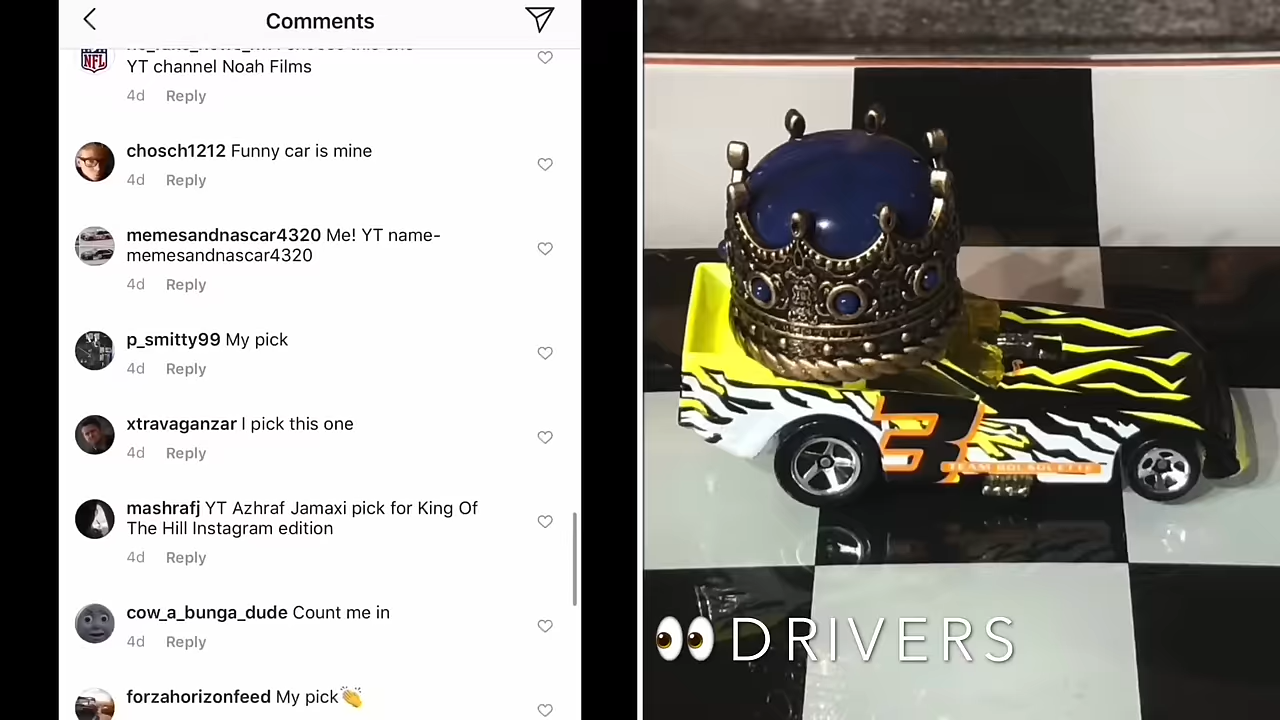 Comments
NFL
YT channel Noah Films
4d Reply
chosch1212 Funny car is mine
4d Reply
memesandnascar4320 Me! YT name-
memesandnascar4320
4d Reply
p_smitty99 My pick
4d Reply
xtravaganzar I pick this one
4d Reply
mashrafj YT Azhraf Jamaxi pick for King Of
The Hill Instagram edition
4d Reply
cow_a_bunga_dude Count me in
4d Reply
forzahorizonfeed My pick👏
3
👀DRIVERS